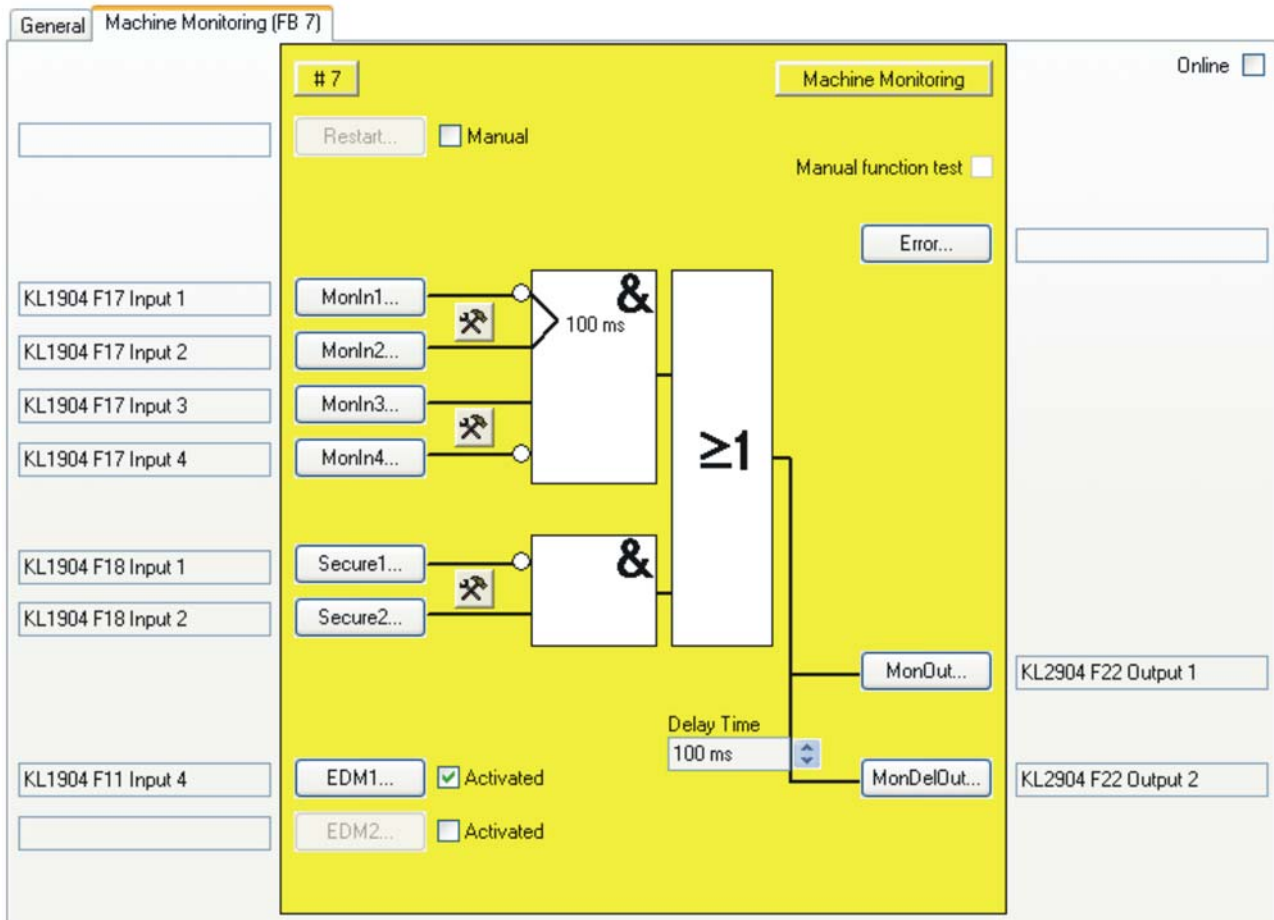 General
Machine Monitoring (FB 7)
# 7
Machine Monitoring
Online
Restart...
Manual
Manual function test
Error...
KL1904 F17 Input 1
MonIn1...
&
100 ms
KL1904 F17 Input 2
MonIn2...
KL1904 F17 Input 3
MonIn3...
KL1904 F17 Input 4
MonIn4...
≥1
KL1904 F18 Input 1
Secure1...
&
KL1904 F18 Input 2
Secure2...
MonOut...
KL2904 F22 Output 1
Delay Time
100 ms
KL1904 F11 Input 4
EDM1...
Activated
MonDelOut...
KL2904 F22 Output 2
EDM2...
Activated